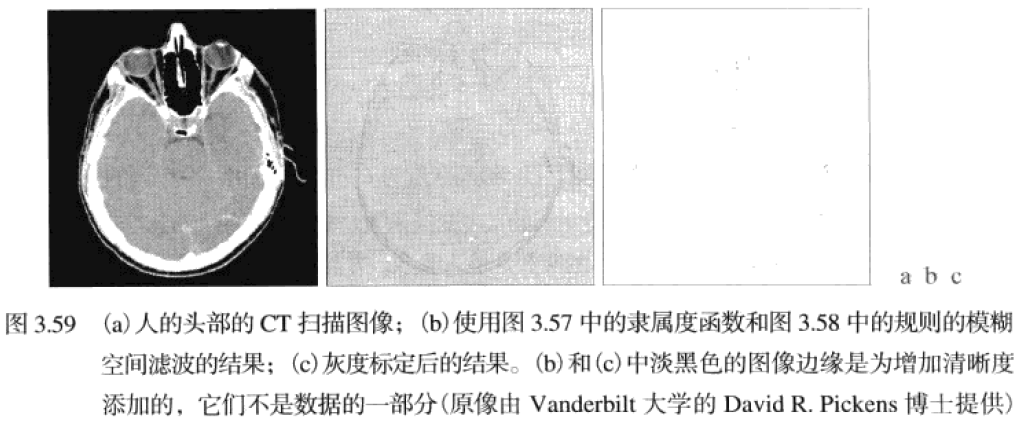 a b c
图 3.59 (a)人的头部的 CT 扫描图像；(b)使用图 3.57 中的隶属度函数和图 3.58 中的规则的模糊
空间滤波的结果；(c)灰度标定后的结果。(b)和(c)中淡黑色的图像边缘是为增加清晰度
添加的，它们不是数据的一部分(原像由 Vanderbilt 大学的 David R. Pickens 博士提供)